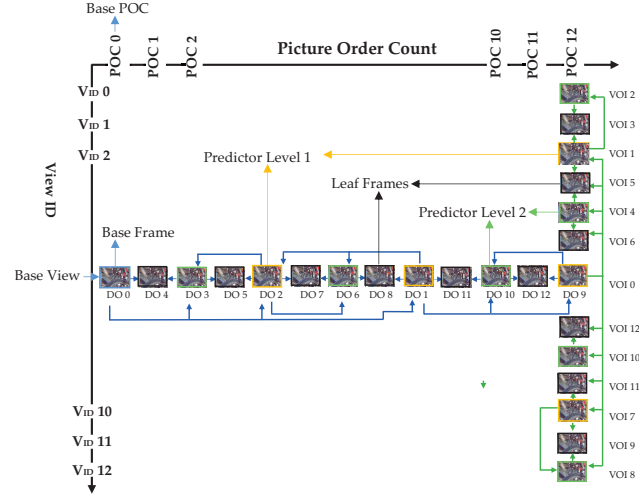 Base POC
Picture Order Count
POC 0
POC 1
POC 2
POC 10
POC 11
POC 12
View ID
VID 0
VID 1
VID 2
VOI 2
VOI 3
VOI 1
VOI 5
VOI 4
VOI 6
Predictor Level 1
Leaf Frames
Predictor Level 2
Base Frame
Base View
DO 0 DO 4 DO 3 DO 5 DO 2 DO 7 DO 6 DO 8 DO 1 DO 11 DO 10 DO 12 DO 9
VOI 0
VOI 12
VOI 10
VOI 11
VID 10
VOI 7
VID 11
VOI 9
VID 12
VOI 8